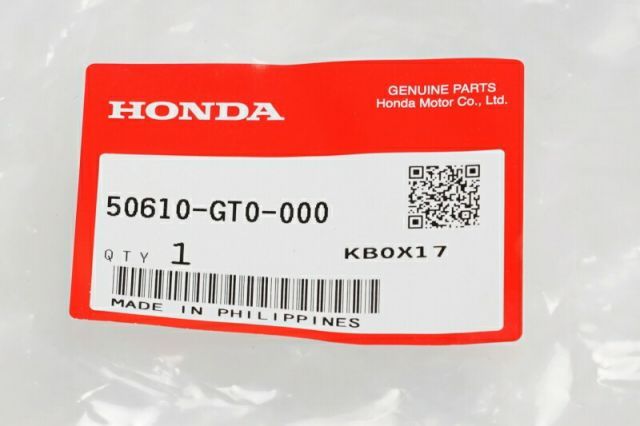 HONDA
GENUINE PARTS
Honda Motor Co., Ltd.
50610-GT0-000
QTY 1 KB0X17
MADE IN PHILIPPINES